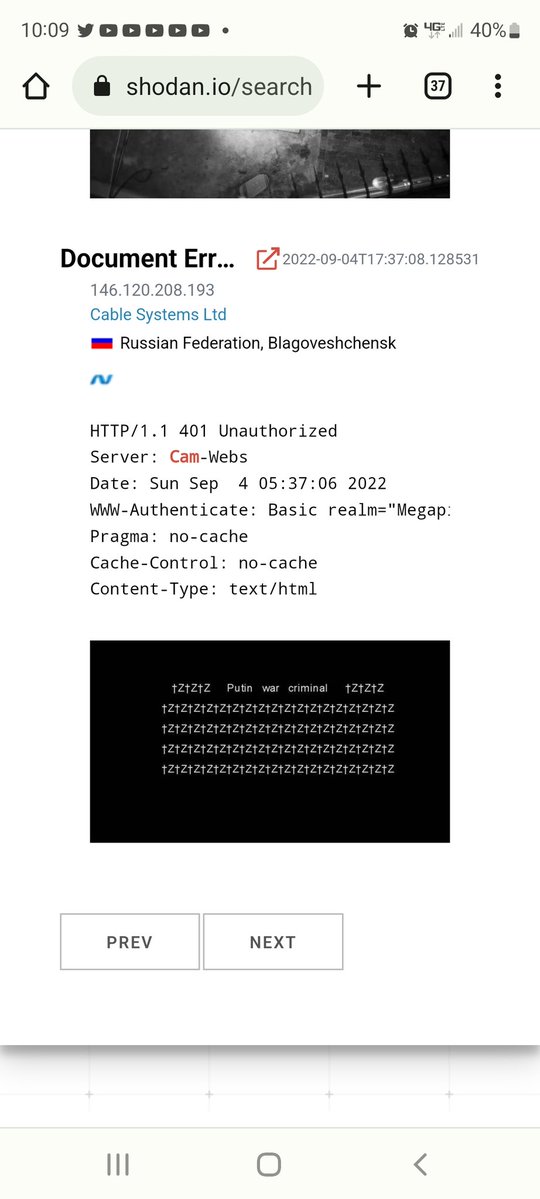 10:09
4G
40%
shodan.io/search
37
Document Err...
2022-09-04T17:37:08.128531
146.120.208.193
Cable Systems Ltd
Russian Federation, Blagoveshchensk
HTTP/1.1 401 Unauthorized
Server: Cam-Webs
Date: Sun Sep  4 05:37:06 2022
WWW-Authenticate: Basic realm="Megapi
Pragma: no-cache
Cache-Control: no-cache
Content-Type: text/html
†Z†Z†Z Putin war criminal †Z†Z†Z
†Z†Z†Z†Z†Z†Z†Z†Z†Z†Z†Z†Z†Z†Z†Z†Z†Z†Z
†Z†Z†Z†Z†Z†Z†Z†Z†Z†Z†Z†Z†Z†Z†Z†Z†Z†Z
†Z†Z†Z†Z†Z†Z†Z†Z†Z†Z†Z†Z†Z†Z†Z†Z†Z†Z
†Z†Z†Z†Z†Z†Z†Z†Z†Z†Z†Z†Z†Z†Z†Z†Z†Z†Z
PREV
NEXT